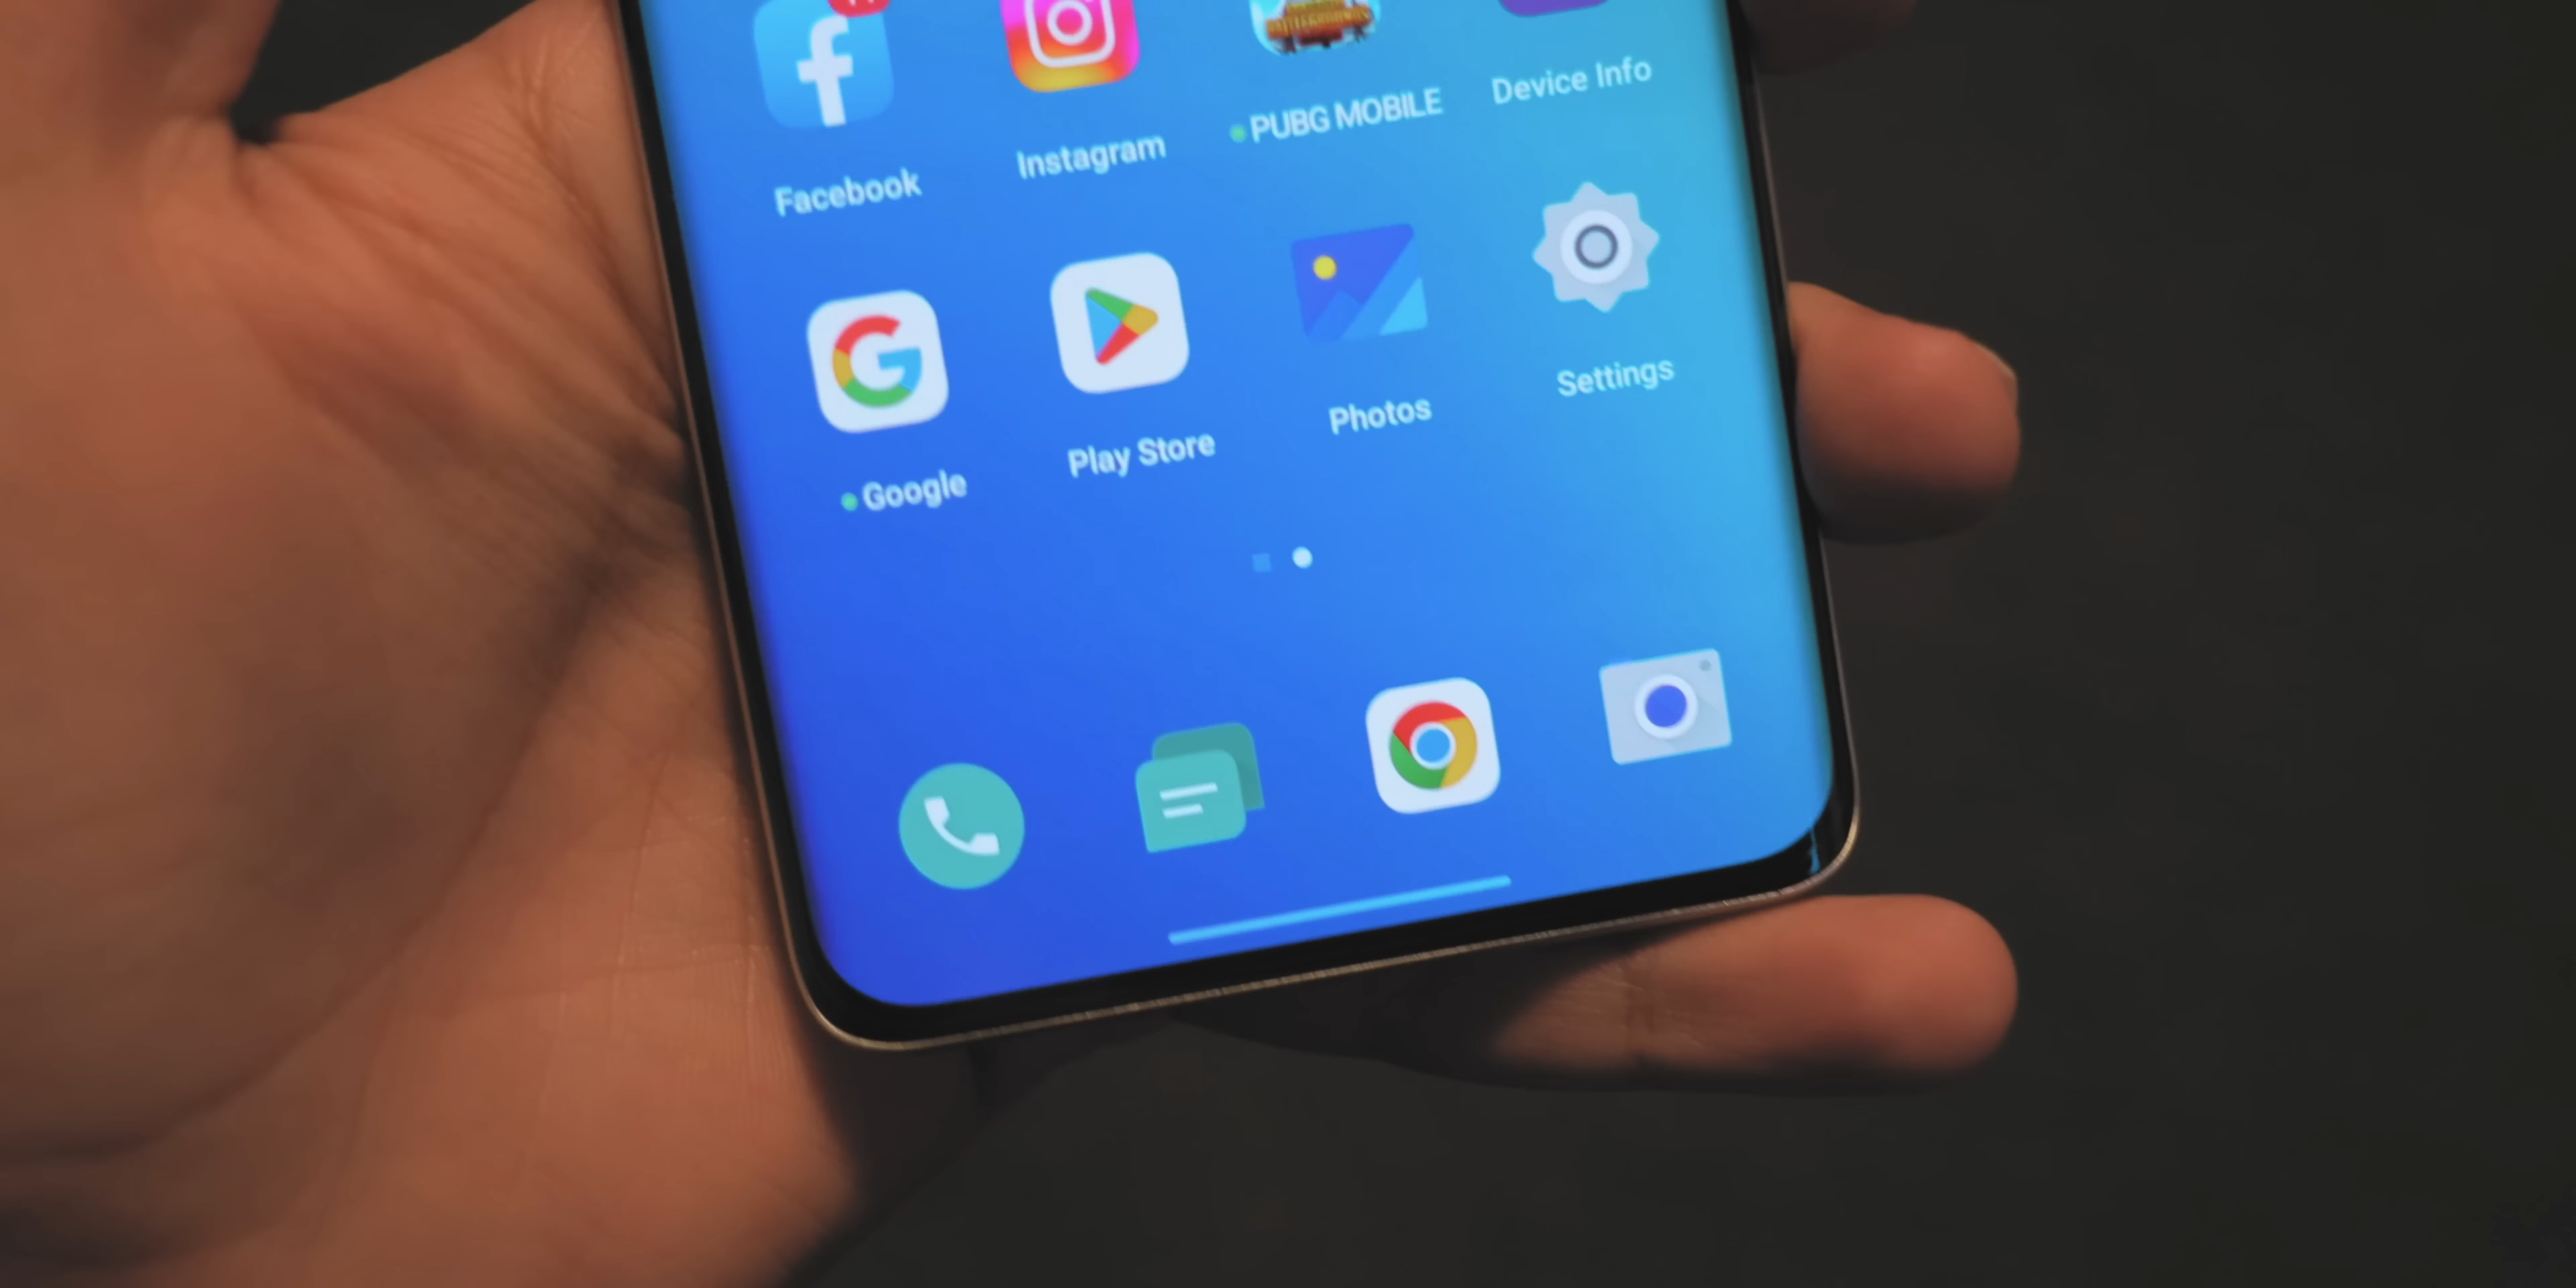 Facebook
Instagram
PUBG MOBILE
Device Info
Google
Play Store
Photos
Settings